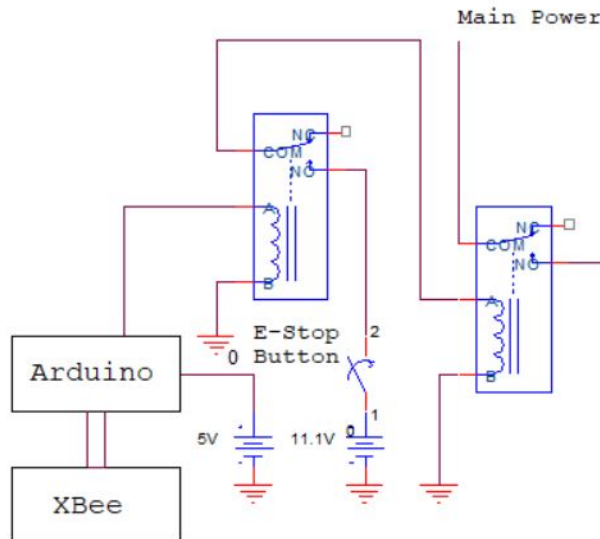 Main Power
NC
COM
NO
A
B
NC
COM
NO
A
B
0
E-Stop
Button
2
1
Arduino
5V
11.1V
0
XBee